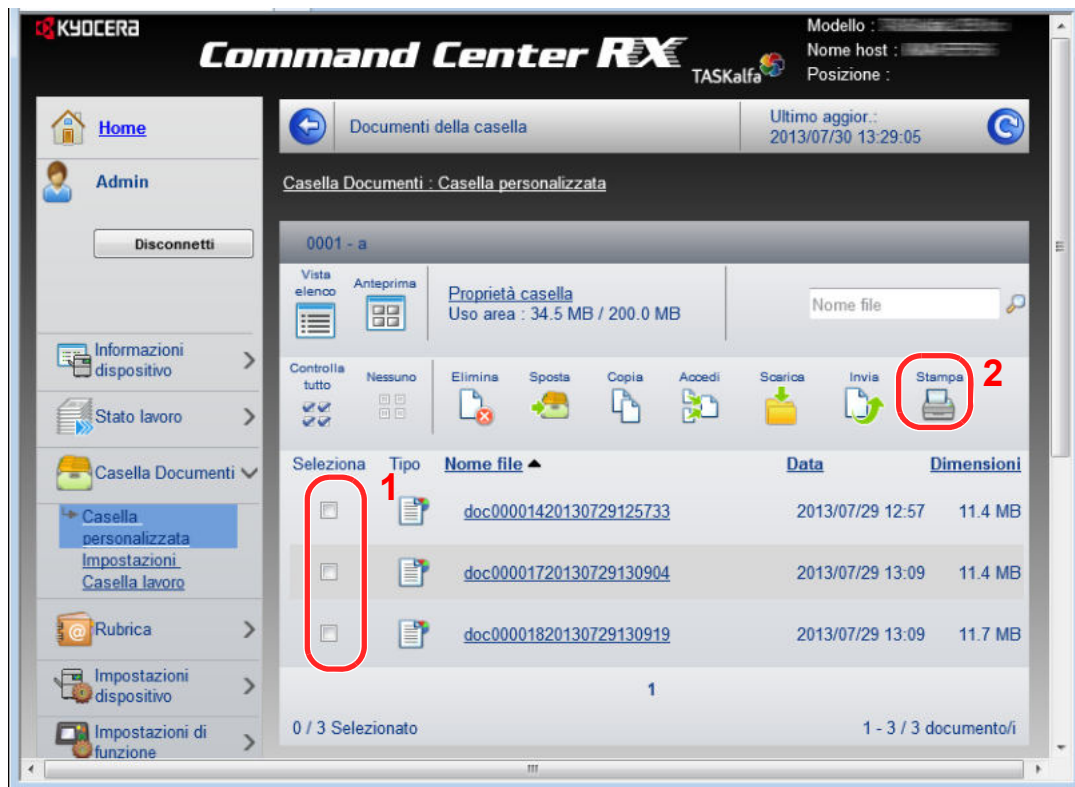 KYOCERA
Command Center RX
TASKalfa
Modello :
Nome host :
Posizione :
Home
Documenti della casella
Ultimo aggior.:
2013/07/30 13:29:05
Admin
Casella Documenti : Casella personalizzata
Disconnetti
0001 - a
Vista
elenco
Anteprima
Proprietà casella
Uso area : 34.5 MB / 200.0 MB
Nome file
Informazioni
dispositivo
Controlla
tutto
Nessuno
Elimina
Sposta
Copia
Accedi
Scarica
Invia
Stampa
2
Stato lavoro
Casella Documenti
Seleziona
Tipo
Nome file
Data
Dimensioni
1
doc00001420130729125733
2013/07/29 12:57
11.4 MB
Casella
personalizzata
Impostazioni
Casella lavoro
doc00001720130729130904
2013/07/29 13:09
11.4 MB
Rubrica
doc00001820130729130919
2013/07/29 13:09
11.7 MB
Impostazioni
dispositivo
1
Impostazioni di
funzione
0 / 3 Selezionato
1 - 3 / 3 documento/i